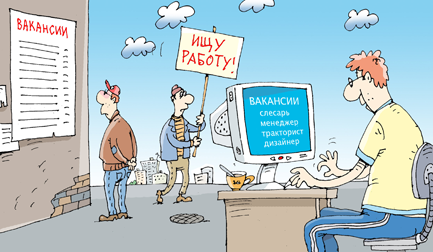 ВАКАНСИИ
ИЩУ
РАБОТУ!
ВАКАНСИИ
слесарь
менеджер
тракторист
дизайнер